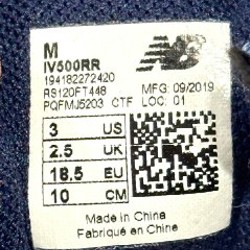 M
IV500RR
194182272420
RS120FT448 MFG: 09/2019
PQFMJ5203 CTF LOC: 01
3 US
2.5 UK
18.5 EU
10 CM
Made in China
Fabriqué en Chine